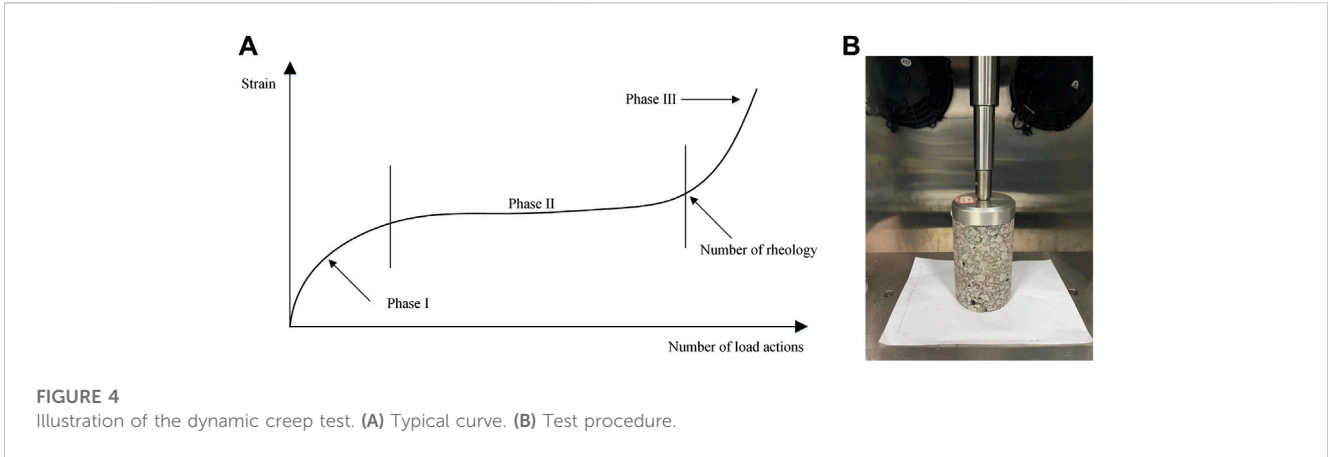 A
Strain
Phase III
Phase II
Number of rheology
Phase I
Number of load actions
B
FIGURE 4
Illustration of the dynamic creep test. (A) Typical curve. (B) Test procedure.